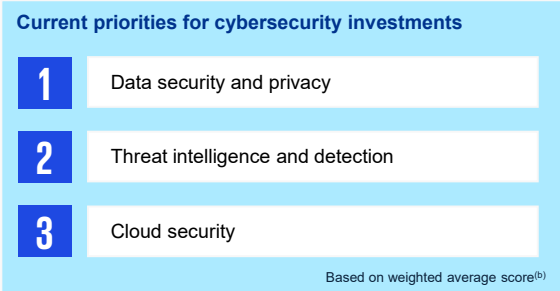 Current priorities for cybersecurity investments
1
Data security and privacy
2
Threat intelligence and detection
3
Cloud security
Based on weighted average score(b)